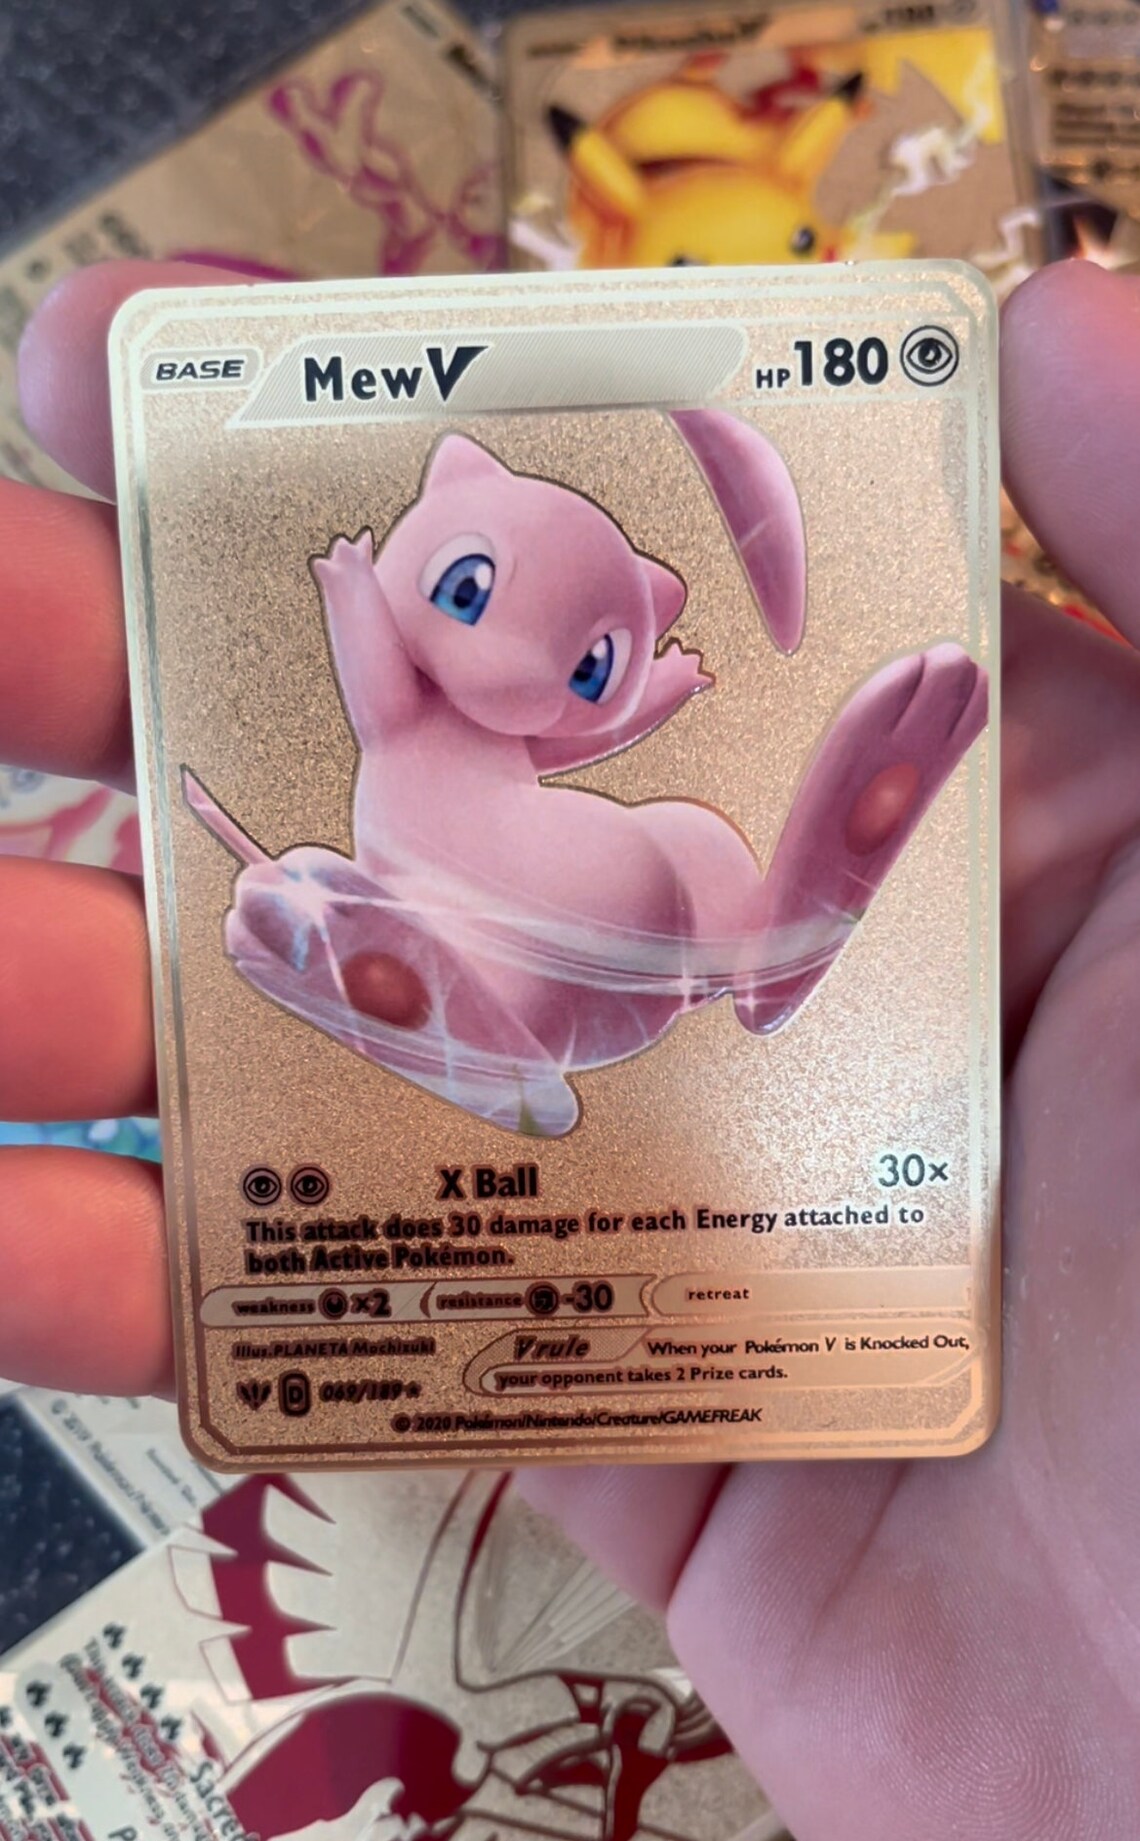 BASE
MewV
HP180
X Ball
30×
This attack does 30 damage for each Energy attached to
both Active Pokémon.
weakness ×2
resistance -30
retreat
Illus.PLANETA Mochizuki
V rule
When your Pokémon V is Knocked Out,
your opponent takes 2 Prize cards.
D
069/189★
© 2020 Pokémon/Nintendo/Creature/GAMEFREAK